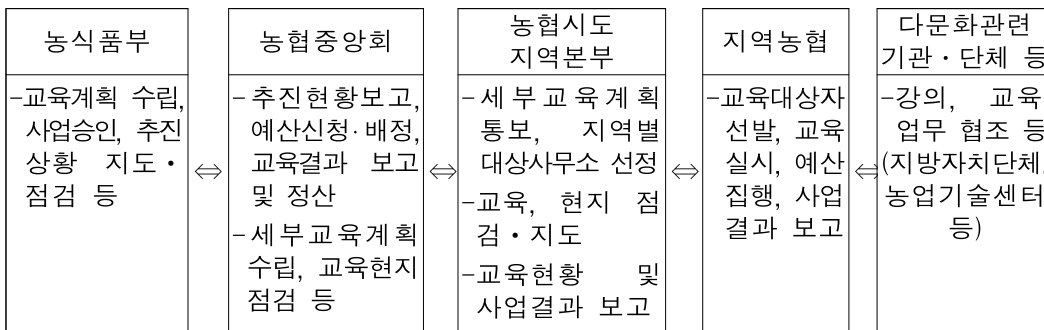 농식품부
-교육계획 수립,
사업승인, 추진
상황 지도·
점검 등
⇔
농협중앙회
-추진현황보고,
예산신청·배정,
교육결과 보고
및 정산
-세부교육계획
수립, 교육현지
점검 등
⇔
농협시도
지역본부
-세부교육계획
통보, 지역별
대상사무소 선정
-교육, 현지 점
검·지도
-교육현황 및
사업결과 보고
⇔
지역농협
-교육대상자
선발, 교육
실시, 예산
집행, 사업
결과 보고
⇔
다문화관련
기관·단체 등
-강의, 교육
업무 협조 등
(지방자치단체,
농업기술센터
등)